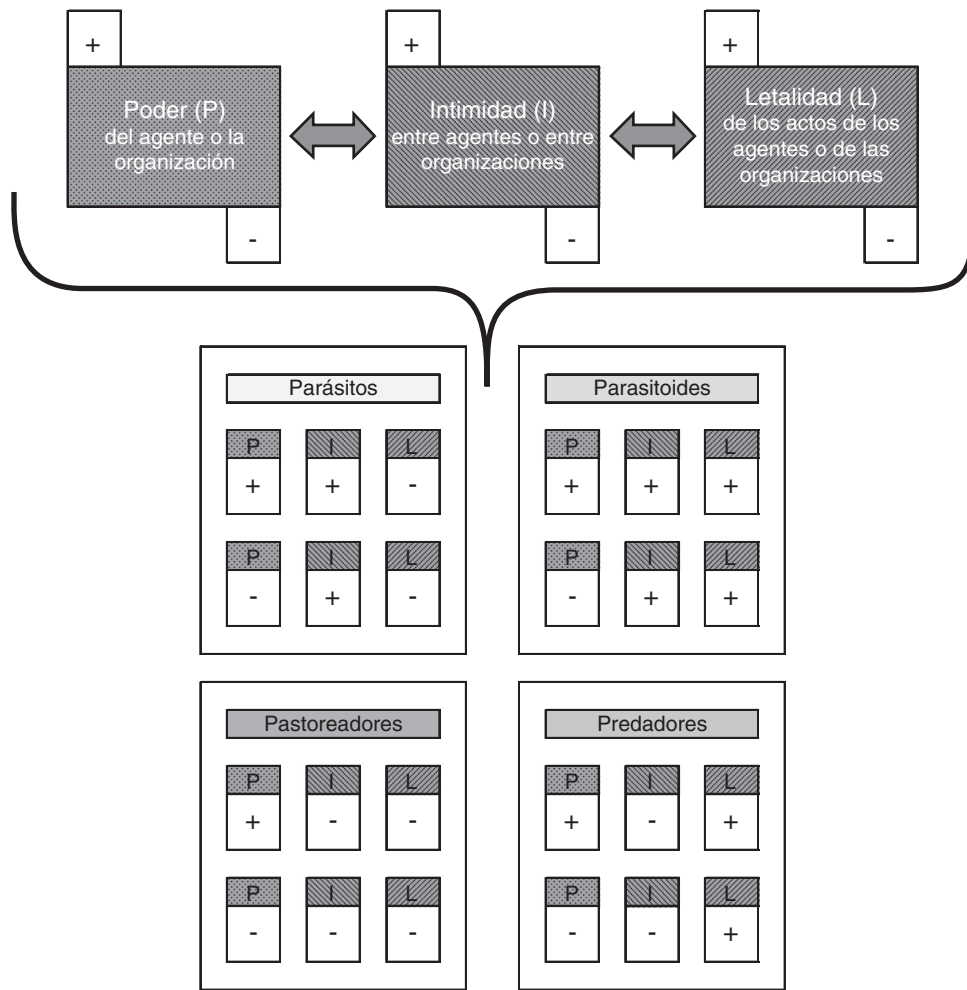 +
Poder (P)
del agente o la
organización
-
+
Intimidad (I)
entre agentes o entre
organizaciones
-
+
Letalidad (L)
de los actos de los
agentes o de las
organizaciones
-
Parásitos
P I L
+ + -
P I L
- + -
Parasitoides
P I L
+ + +
P I L
- + +
Pastoreadores
P I L
+ - -
P I L
- - -
Predadores
P I L
+ - +
P I L
- - +